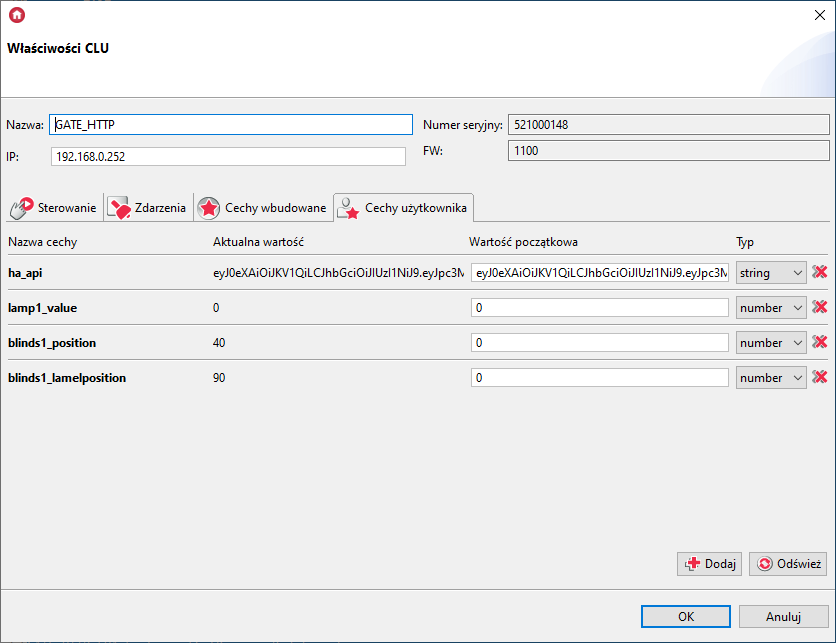 Właściwości CLU
Nazwa: GATE_HTTP Numer seryjny: 521000148
IP: 192.168.0.252 FW: 1100
Sterowanie Zdarzenia Cechy wbudowane Cechy użytkownika
Nazwa cechy Aktualna wartość Wartość początkowa Typ
ha_api eyJ0eXAiOiJKV1QiLCJhbGciOiJIUzI1NiJ9.eyJpc3M eyJ0eXAiOiJKV1QiLCJhbGciOiJIUzI1NiJ9.eyJpc3M string
lamp1_value 0 0 number
blinds1_position 40 0 number
blinds1_lamelposition 90 0 number
Dodaj Odśwież
OK Anuluj